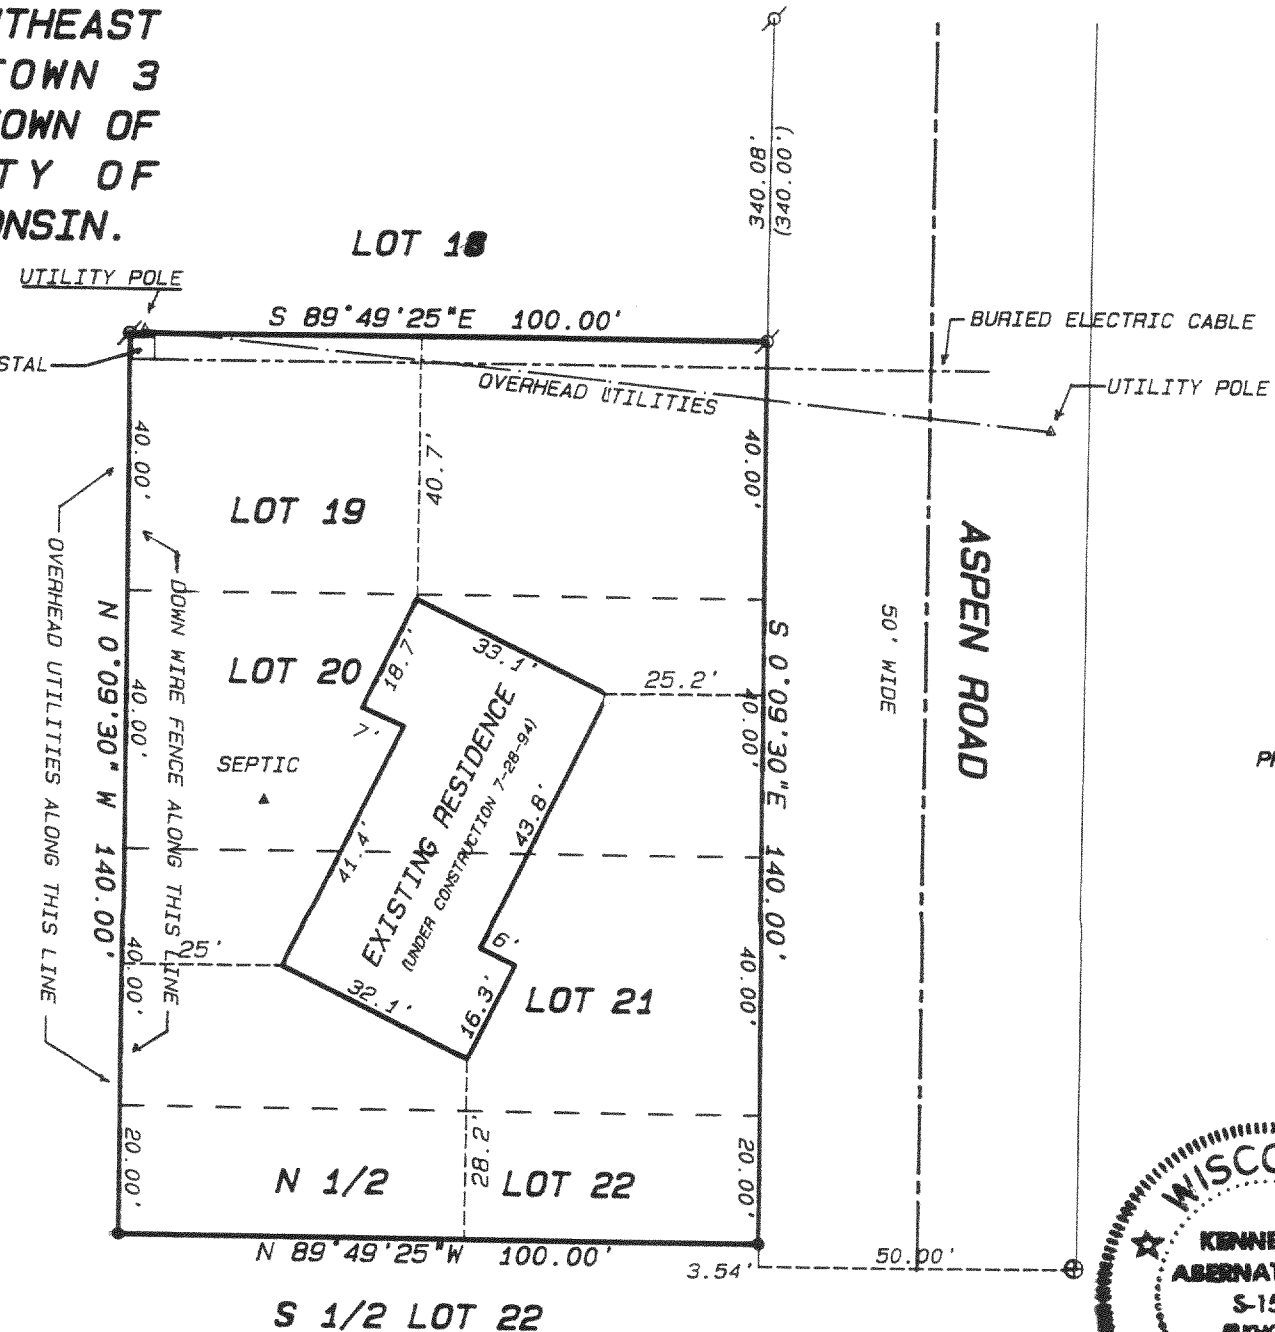 THEAST
TOWN 3
TOWN OF
TY OF
ONSIN.
340.08'
(340.00')
LOT 18
UTILITY POLE
S 89°49'25"E 100.00'
BURIED ELECTRIC CABLE
STAL
OVERHEAD UTILITIES
UTILITY POLE
40.00'
40.7'
40.00'
LOT 19
ASPEN ROAD
50' WIDE
OVERHEAD UTILITIES ALONG THIS LINE
DOWN WIRE FENCE ALONG THIS LINE
N 0°09'30" W 140.00'
S 0°09'30"E 140.00'
LOT 20
18.7'
33.1'
25.2'
40.00'
40.00'
7'
SEPTIC
EXISTING RESIDENCE
(UNDER CONSTRUCTION 7-28-94)
41.4'
43.8'
40.00'
25'
6'
40.00'
32.1'
16.3'
LOT 21
20.00'
28.2'
20.00'
N 1/2 LOT 22
N 89°49'25"W 100.00'
3.54'
50.00'
S 1/2 LOT 22
WISCO
KENNE
ABERNAT
S-15